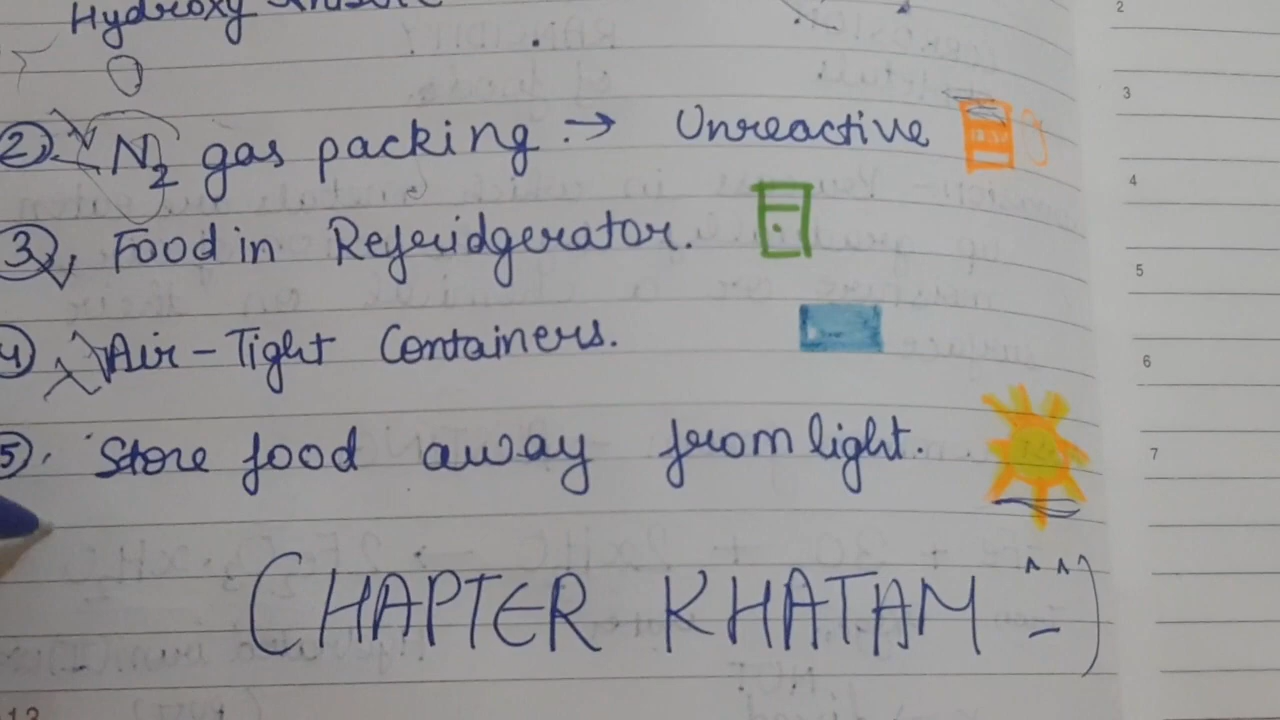 Hydroxy
② N₂ gas packing :→ Unreactive
③, Food in Refridgerator.
④, Air-Tight Containers.
⑤. Store food away from light.
(CHAPTER KHATAM ^^)
2
3
4
5
6
7
13